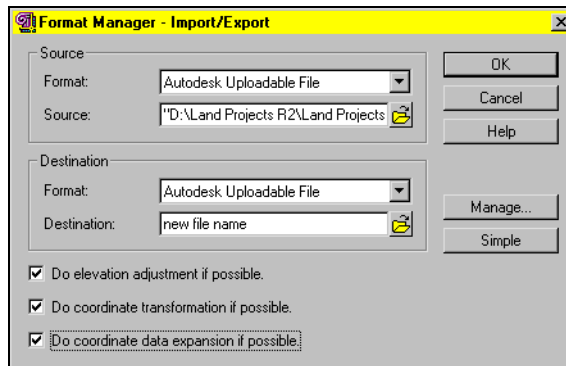 Format Manager - Import/Export
Source
Format:
Autodesk Uploadable File
Source:
"D:\Land Projects R2\Land Projects
Destination
Format:
Autodesk Uploadable File
Destination:
new file name
Do elevation adjustment if possible.
Do coordinate transformation if possible.
Do coordinate data expansion if possible.
OK
Cancel
Help
Manage...
Simple